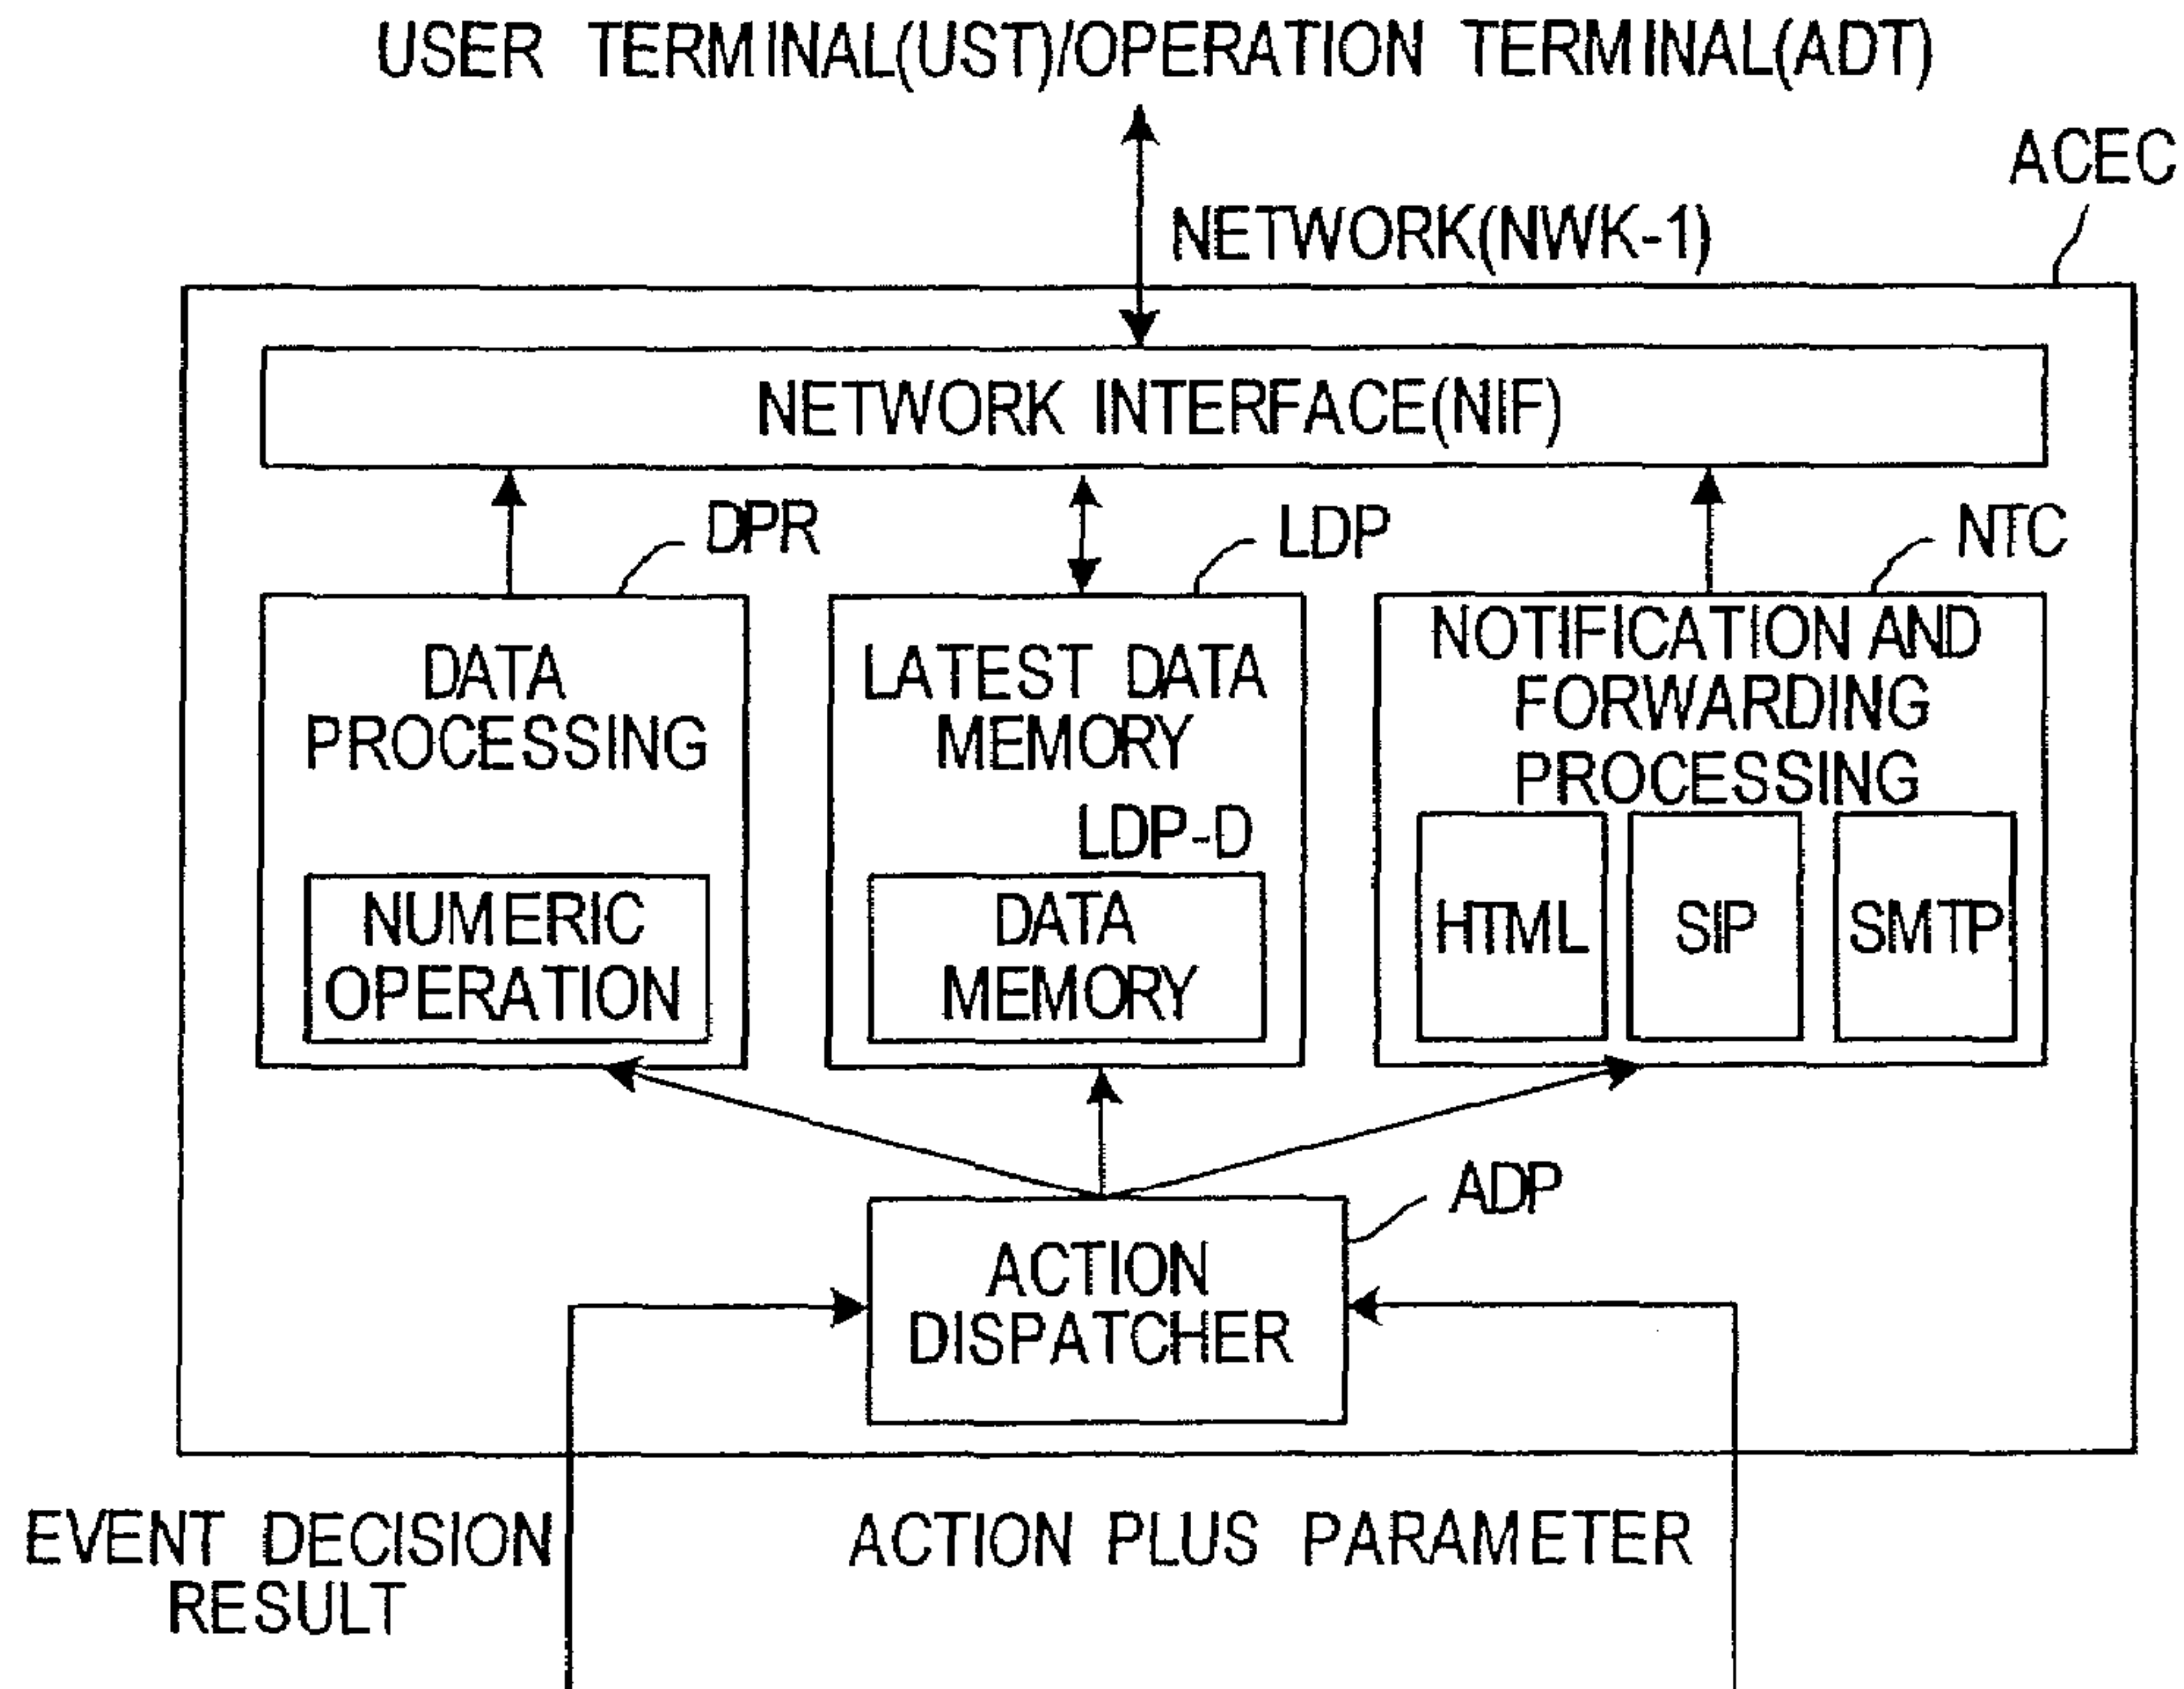 USER TERMINAL(UST)/OPERATION TERMINAL(ADT)
ACEC
NETWORK(NWK-1)
NETWORK INTERFACE(NIF)
DPR
LDP
NTC
DATA
PROCESSING
NUMERIC
OPERATION
LATEST DATA
MEMORY
LDP-D
DATA
MEMORY
NOTIFICATION AND
FORWARDING
PROCESSING
HTML
SIP
SMTP
ADP
ACTION
DISPATCHER
EVENT DECISION
RESULT
ACTION PLUS PARAMETER